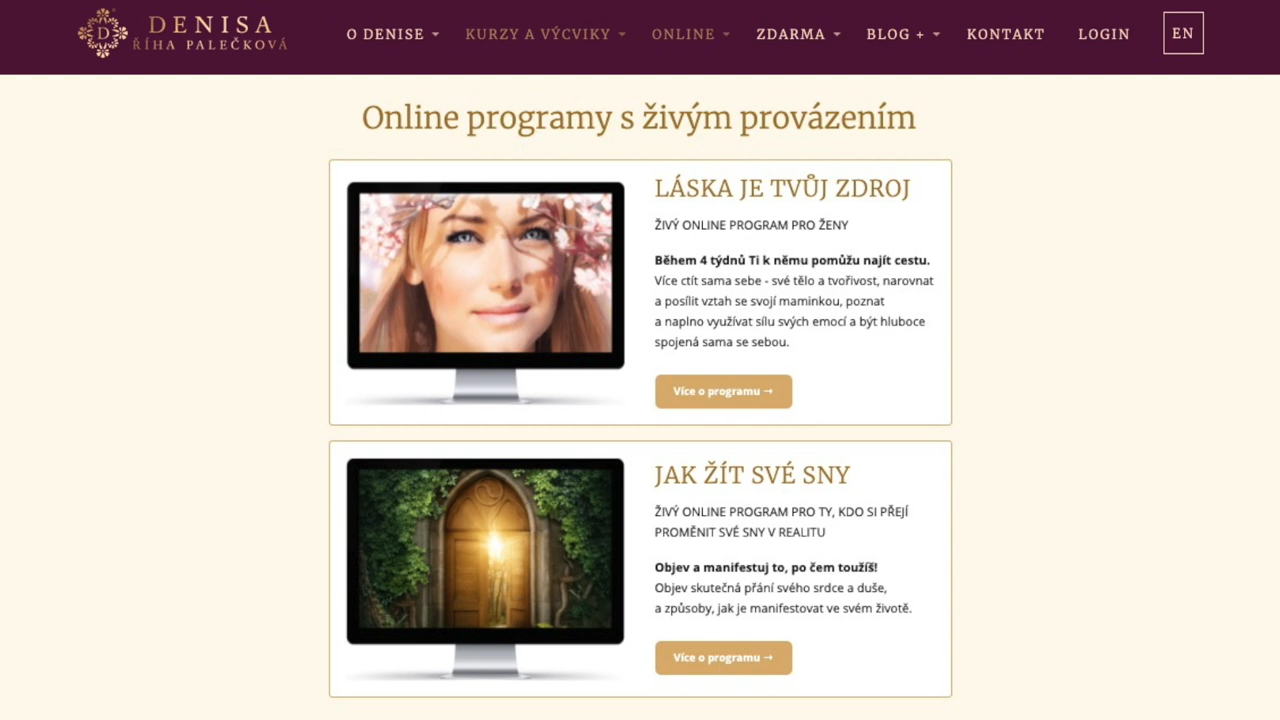 DENISA
ŘÍHA PALEČKOVÁ
O DENISE
KURZY A VÝCVIKY
ONLINE
ZDARMA
BLOG +
KONTAKT
LOGIN
EN
Online programy s živým provázením
LÁSKA JE TVŮJ ZDROJ
ŽIVÝ ONLINE PROGRAM PRO ŽENY
Během 4 týdnů Ti k němu pomůžu najít cestu.
Více ctít sama sebe - své tělo a tvořivost, narovnat
a posílit vztah se svojí maminkou, poznat
a naplno využívat sílu svých emocí a být hluboce
spojená sama se sebou.
Více o programu →
JAK ŽÍT SVÉ SNY
ŽIVÝ ONLINE PROGRAM PRO TY, KDO SI PŘEJÍ
PROMĚNIT SVÉ SNY V REALITU
Objev a manifestuj to, po čem toužíš!
Objev skutečná přání svého srdce a duše,
a způsoby, jak je manifestovat ve svém životě.
Více o programu →